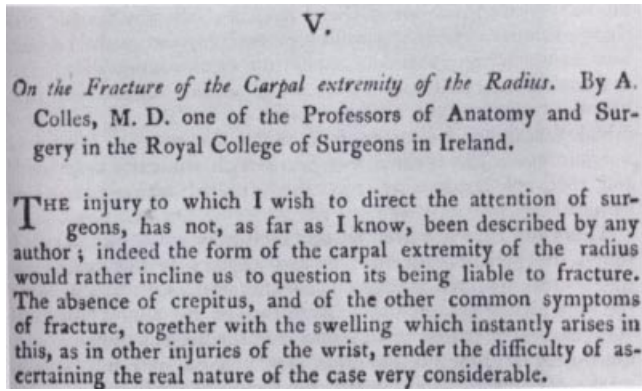 V.
On the Fracture of the Carpal extremity of the Radius. By A.
Colles, M. D. one of the Professors of Anatomy and Sur-
gery in the Royal College of Surgeons in Ireland.
THE injury to which I wish to direct the attention of sur-
geons, has not, as far as I know, been described by any
author; indeed the form of the carpal extremity of the radius
would rather incline us to question its being liable to fracture.
The absence of crepitus, and of the other common symptoms
of fracture, together with the swelling which instantly arises in
this, as in other injuries of the wrist, render the difficulty of as-
certaining the real nature of the case very considerable.